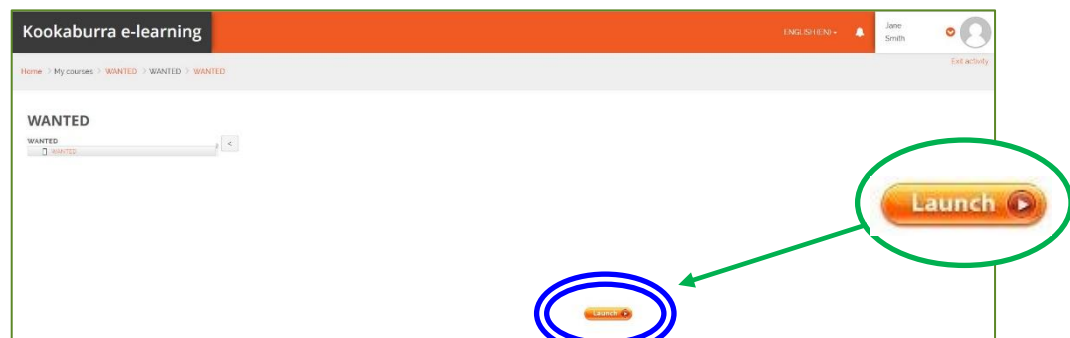 Kookaburra e-learning
ENGLISH (EN)
Jane
Smith
Exit activity
Home > My courses > WANTED > WANTED > WANTED
WANTED
WANTED
<
WANTED
Launch
Launch